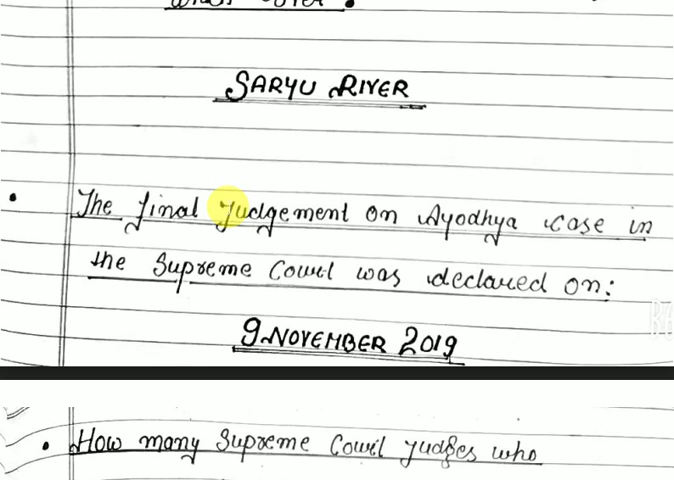 SARYU RIVER
• The final judgement on Ayodhya case in
the Supreme Court was declared on:
9 NOVEMBER 2019
• How many Supreme Court judges who